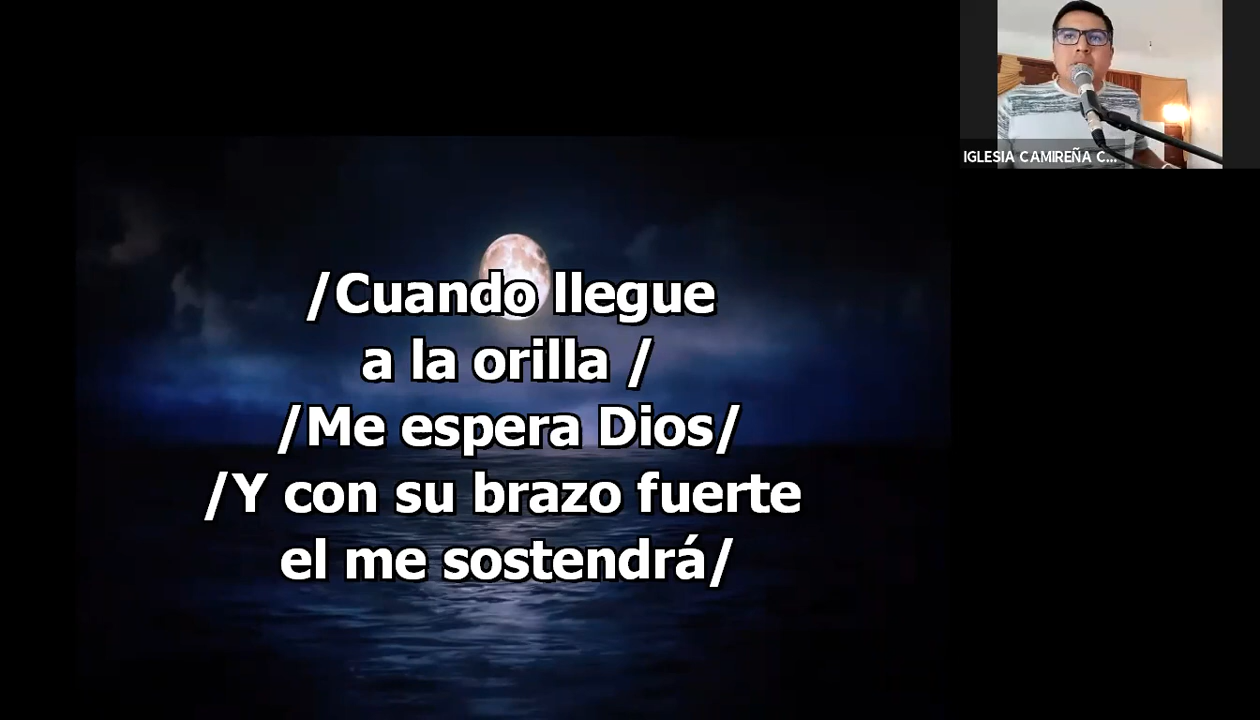 IGLESIA CAMIREÑA C...
/Cuando llegue
a la orilla /
/Me espera Dios/
/Y con su brazo fuerte
el me sostendrá/